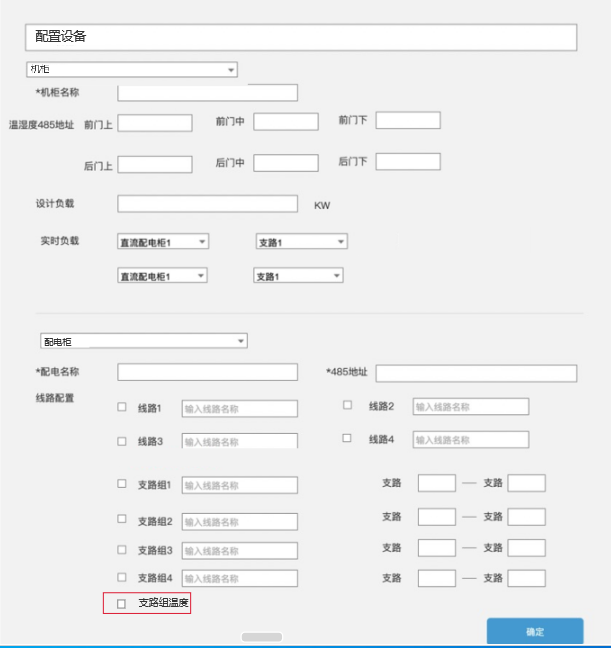 配置设备
机柜
*机柜名称
温湿度485地址 前门上 前门中 前门下
后门上 后门中 后门下
设计负载 KW
实时负载 直流配电柜1 支路1
直流配电柜1 支路1
配电柜
*配电名称 *485地址
线路配置
线路1 输入线路名称 线路2 输入线路名称
线路3 输入线路名称 线路4 输入线路名称
支路组1 输入线路名称 支路 — 支路
支路组2 输入线路名称 支路 — 支路
支路组3 输入线路名称 支路 — 支路
支路组4 输入线路名称 支路 — 支路
支路组温度
确定